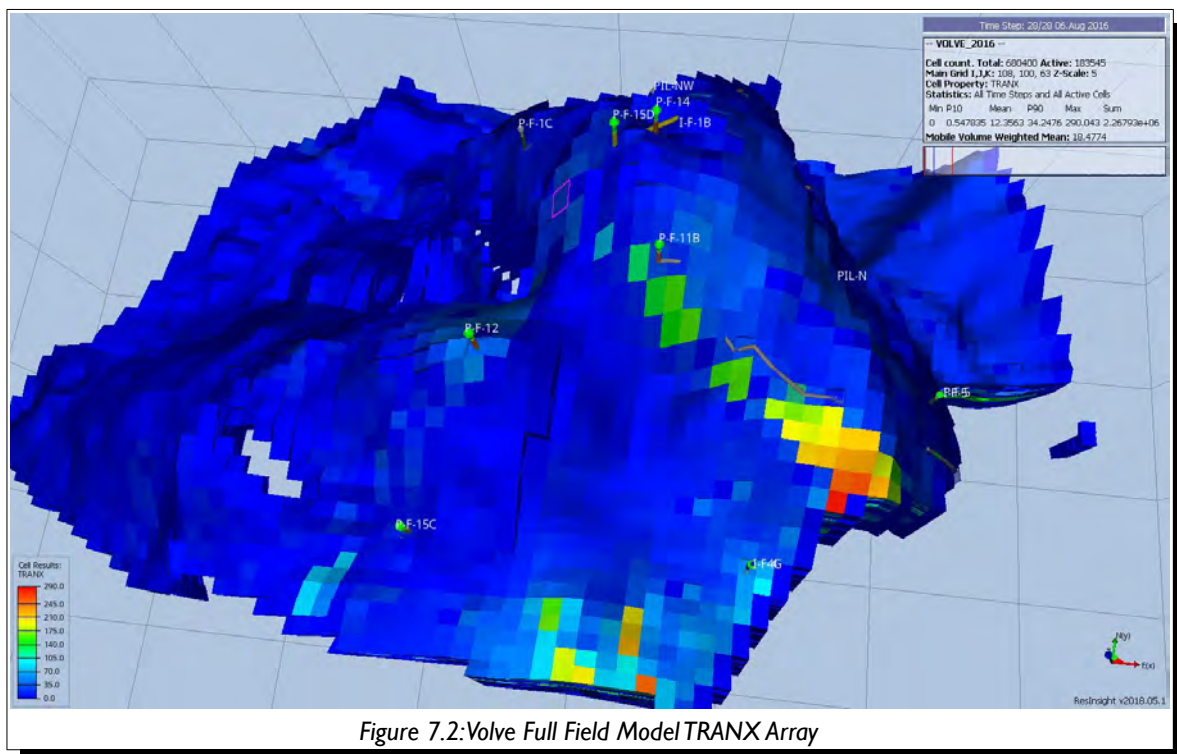 Time Step: 28/28 06.Aug 2016
-- VOLVE_2016 --
Cell count. Total: 680400 Active: 183545
Main Grid I,J,K: 108, 100, 63 Z-Scale: 5
Cell Property: TRANX
Statistics: All Time Steps and All Active Cells
Min P10 Mean P90 Max Sum
0 0.547835 12.3563 34.2476 290.043 2.26793e+06
Mobile Volume Weighted Mean: 18.4774
PIL-NW
P-F-14
P-F-15D
I-F-1B
P-F-1C
P-F-11B
PIL-N
P-F-12
P-F-15C
Cell Results:
TRANX
290.0
245.0
210.0
175.0
140.0
105.0
70.0
35.0
0.0
N(y)
E(x)
ResInsight v2018.05.1
Figure 7.2: Volve Full Field Model TRANX Array